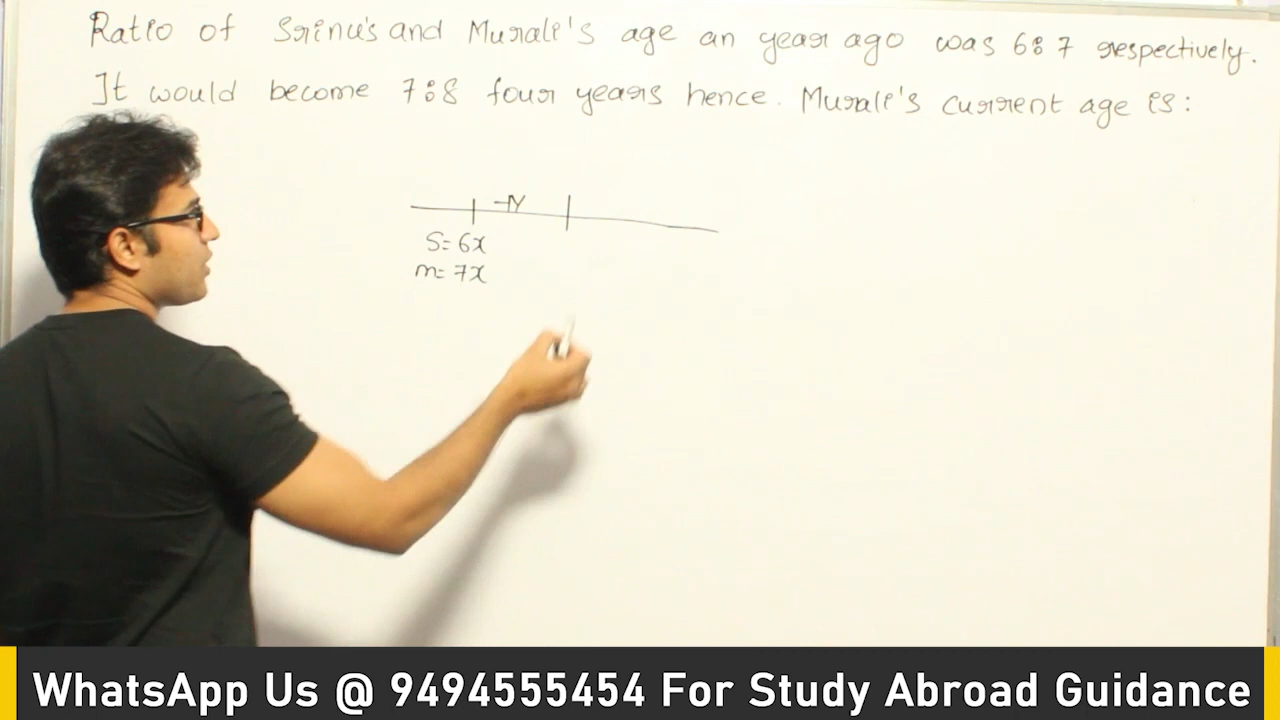 Ratio of Srinu's and Murali's age an year ago was 6:7 respectively.
It would become 7:8 four years hence. Murali's current age is:
-1Y
S= 6x
m= 7x
WhatsApp Us @ 9494555454 For Study Abroad Guidance